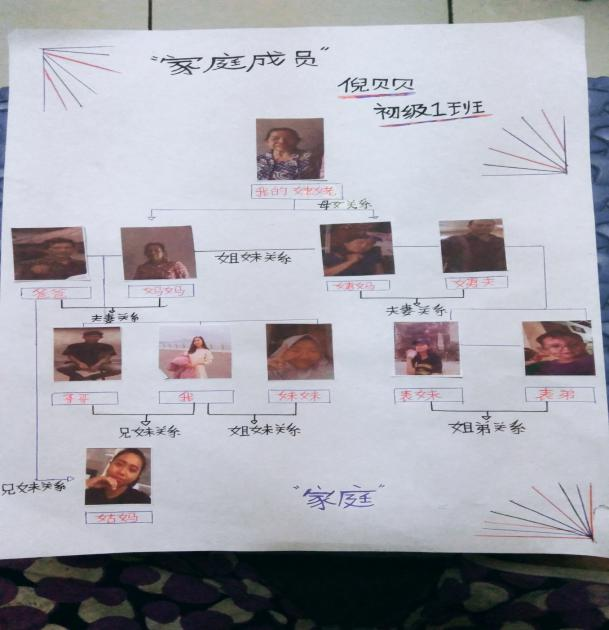 "家庭成员"
倪贝贝
初级1班
我的姥姥
母女关系
姐妹关系
爸爸 妈妈 姨妈 姨夫
夫妻关系 夫妻关系
哥哥 我 妹妹 表妹 表弟
兄妹关系 姐妹关系 姐弟关系
兄妹关系
姑妈
"家庭"